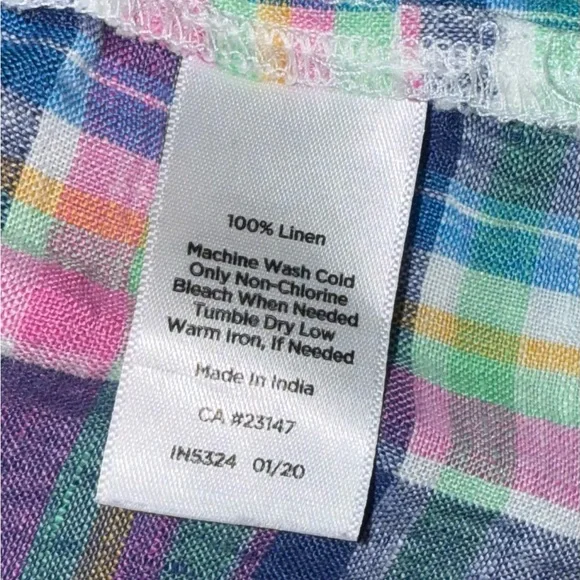 100% Linen
Machine Wash Cold
Only Non-Chlorine
Bleach When Needed
Tumble Dry Low
Warm Iron, If Needed
Made In India
CA #23147
IN5324 01/20